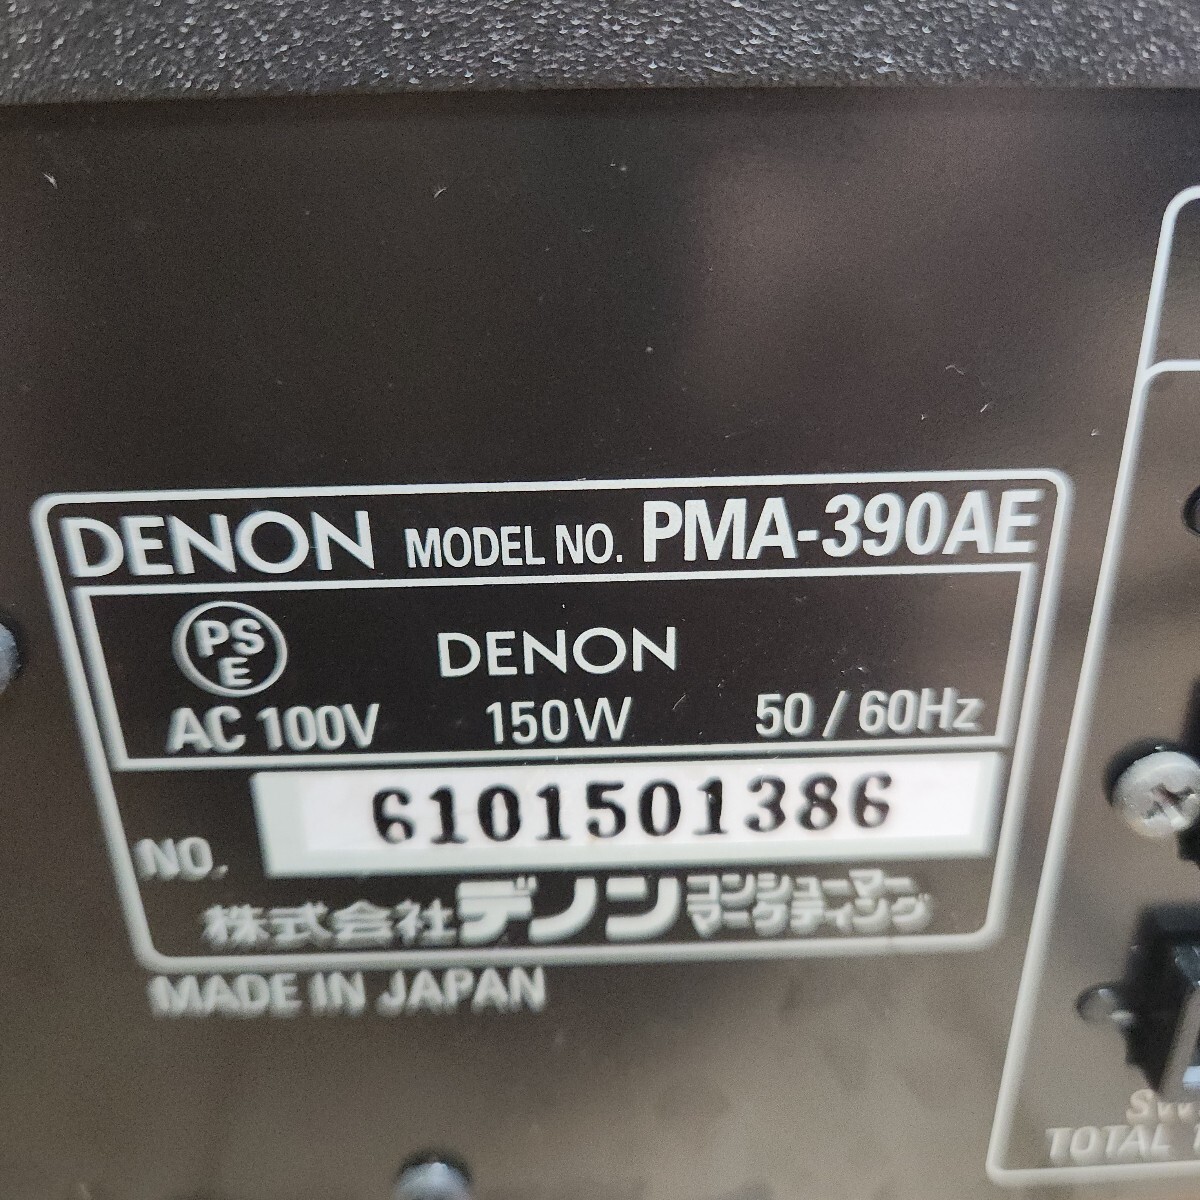 DENON MODEL NO. PMA-390AE
PS
E
DENON
AC 100V 150W 50 / 60Hz
NO. 6101501386
株式会社デノン コンシューマー
マーケティング
MADE IN JAPAN
TOTAL